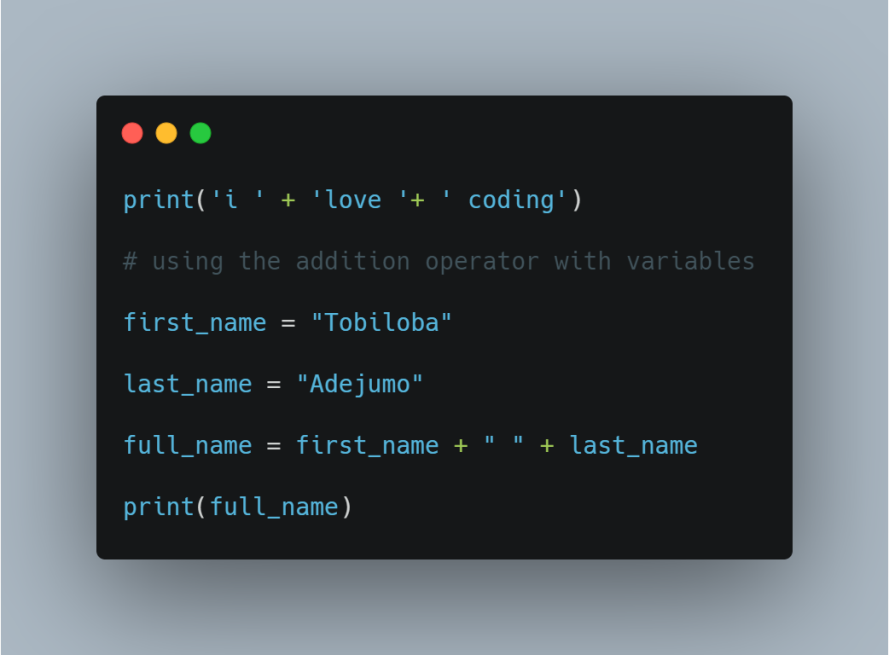 print('i ' + 'love '+ ' coding')
# using the addition operator with variables
first_name = "Tobiloba"
last_name = "Adejumo"
full_name = first_name + " " + last_name
print(full_name)